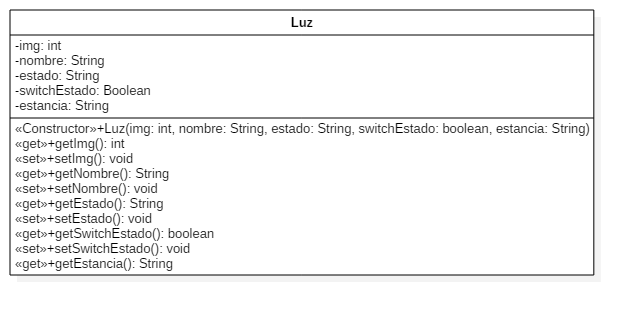 Luz
-img: int
-nombre: String
-estado: String
-switchEstado: Boolean
-estancia: String
«Constructor»+Luz(img: int, nombre: String, estado: String, switchEstado: boolean, estancia: String)
«get»+getImg(): int
«set»+setImg(): void
«get»+getNombre(): String
«set»+setNombre(): void
«get»+getEstado(): String
«set»+setEstado(): void
«get»+getSwitchEstado(): boolean
«set»+setSwitchEstado(): void
«get»+getEstancia(): String